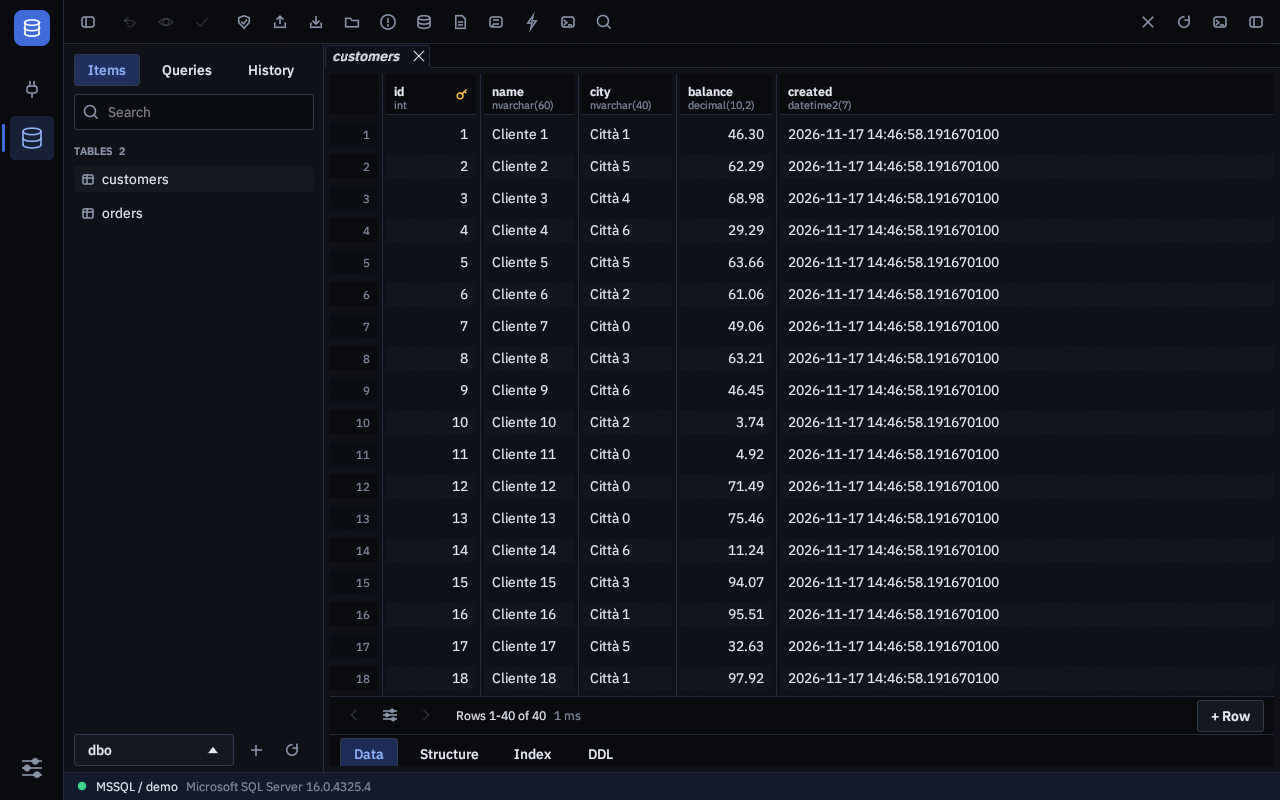 customers
Items Queries History
Search
TABLES 2
customers
orders
id name city balance created
int nvarchar(60) nvarchar(40) decimal(10,2) datetime2(7)
1 1 Cliente 1 Città 1 46.30 2026-11-17 14:46:58.191670100
2 2 Cliente 2 Città 5 62.29 2026-11-17 14:46:58.191670100
3 3 Cliente 3 Città 4 68.98 2026-11-17 14:46:58.191670100
4 4 Cliente 4 Città 6 29.29 2026-11-17 14:46:58.191670100
5 5 Cliente 5 Città 5 63.66 2026-11-17 14:46:58.191670100
6 6 Cliente 6 Città 2 61.06 2026-11-17 14:46:58.191670100
7 7 Cliente 7 Città 0 49.06 2026-11-17 14:46:58.191670100
8 8 Cliente 8 Città 3 63.21 2026-11-17 14:46:58.191670100
9 9 Cliente 9 Città 6 46.45 2026-11-17 14:46:58.191670100
10 10 Cliente 10 Città 2 3.74 2026-11-17 14:46:58.191670100
11 11 Cliente 11 Città 0 4.92 2026-11-17 14:46:58.191670100
12 12 Cliente 12 Città 0 71.49 2026-11-17 14:46:58.191670100
13 13 Cliente 13 Città 0 75.46 2026-11-17 14:46:58.191670100
14 14 Cliente 14 Città 6 11.24 2026-11-17 14:46:58.191670100
15 15 Cliente 15 Città 3 94.07 2026-11-17 14:46:58.191670100
16 16 Cliente 16 Città 1 95.51 2026-11-17 14:46:58.191670100
17 17 Cliente 17 Città 5 32.63 2026-11-17 14:46:58.191670100
18 18 Cliente 18 Città 1 97.92 2026-11-17 14:46:58.191670100
Rows 1-40 of 40 1 ms
+ Row
dbo
Data Structure Index DDL
MSSQL / demo Microsoft SQL Server 16.0.4325.4